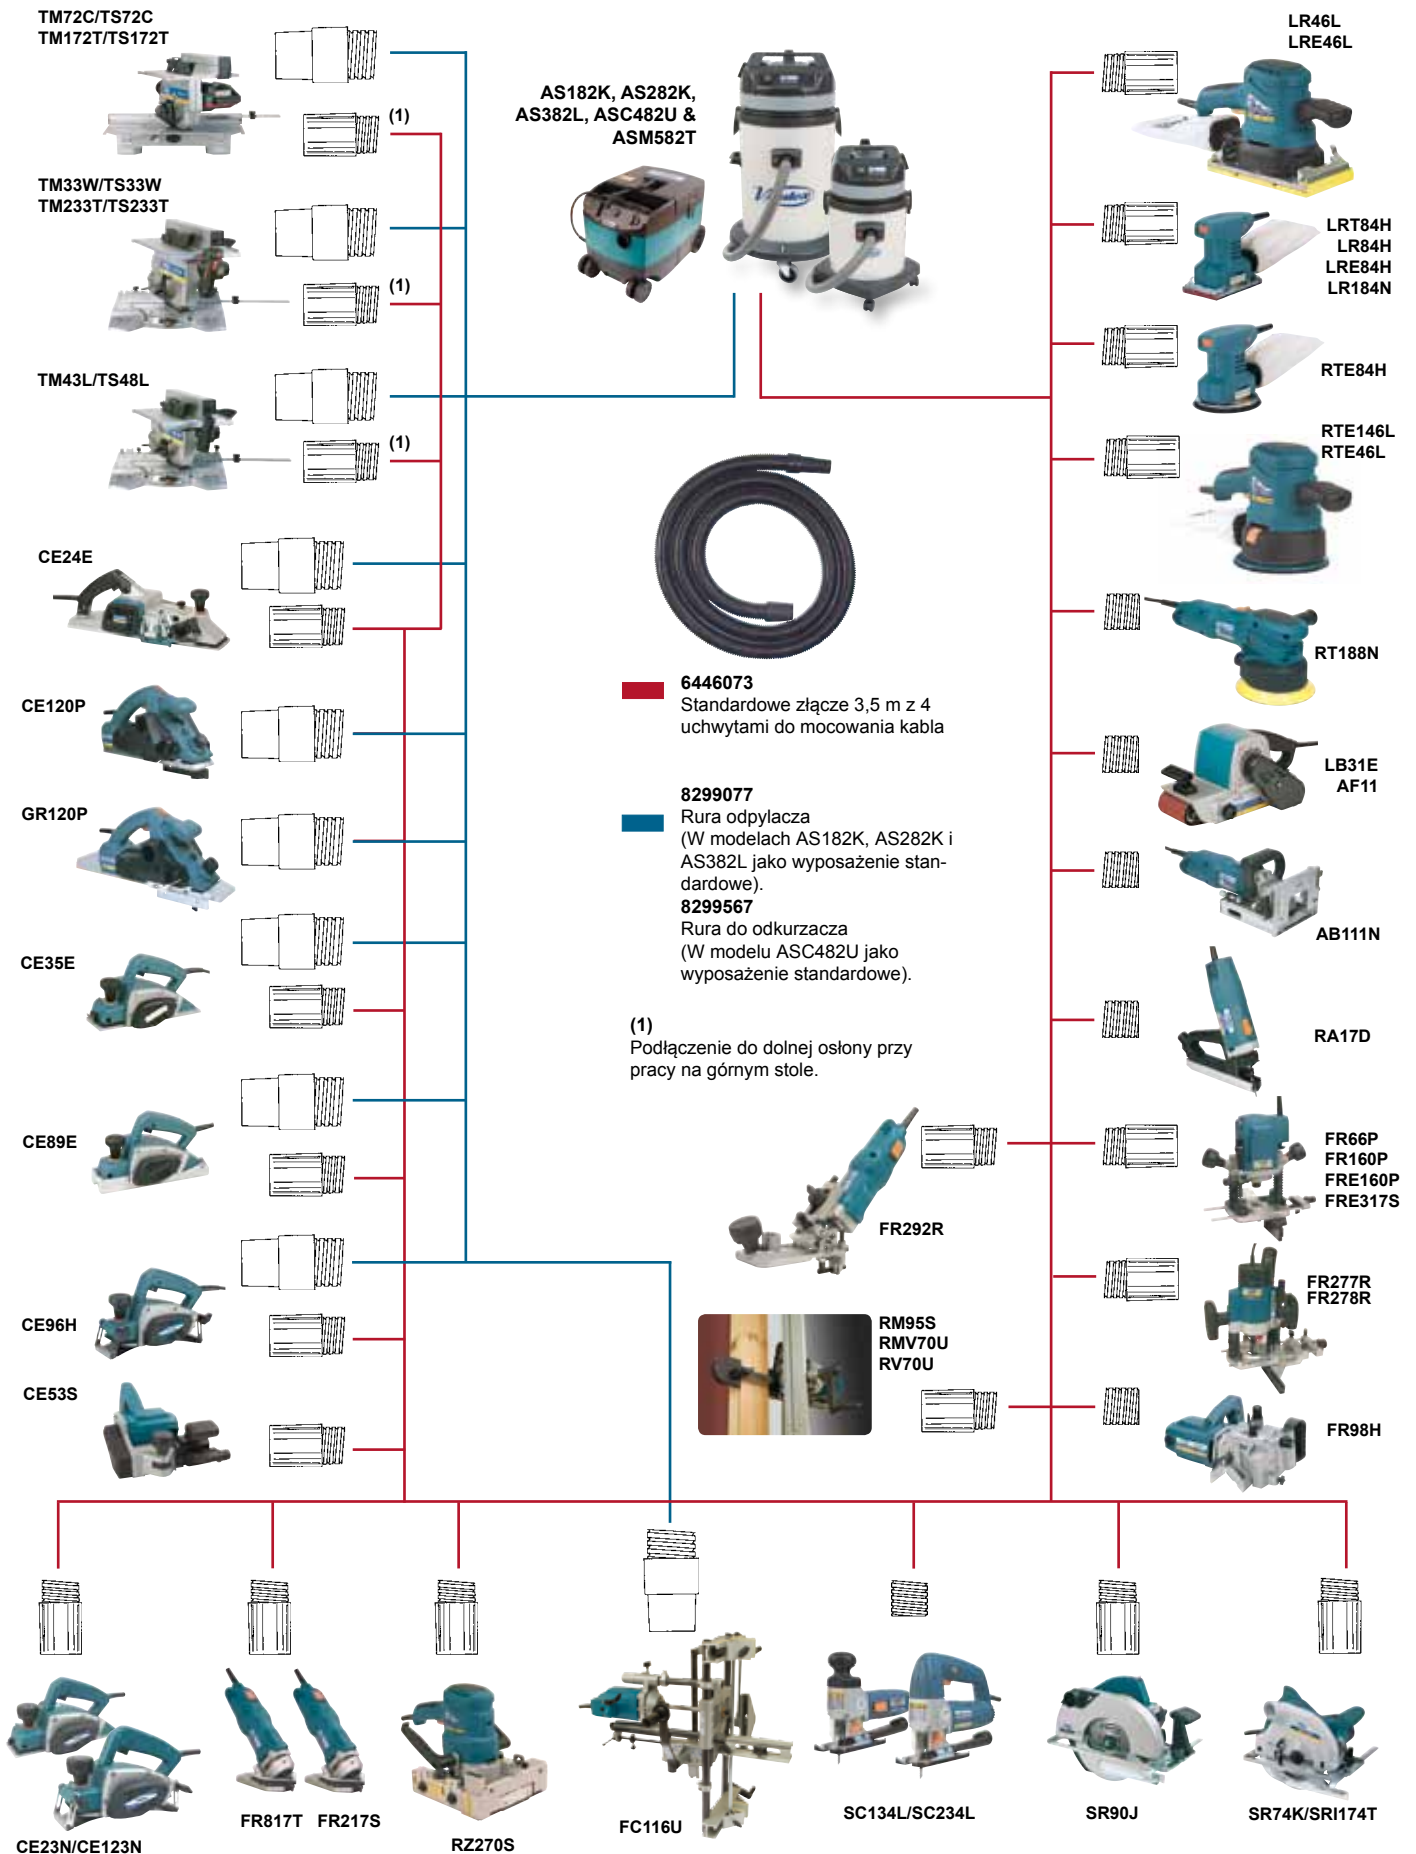 TM72C/TS72C
TM172T/TS172T
(1)
TM33W/TS33W
TM233T/TS233T
(1)
TM43L/TS48L
(1)
CE24E
CE120P
GR120P
CE35E
CE89E
CE96H
CE53S
AS182K, AS282K,
AS382L, ASC482U &
ASM582T
Virutex
6446073
Standardowe złącze 3,5 m z 4
uchwytami do mocowania kabla
8299077
Rura odpylacza
(W modelach AS182K, AS282K i
AS382L jako wyposażenie stan-
dardowe).
8299567
Rura do odkurzacza
(W modelu ASC482U jako
wyposażenie standardowe).
(1)
Podłączenie do dolnej osłony przy
pracy na górnym stole.
FR292R
RM95S
RMV70U
RV70U
LR46L
LRE46L
LRT84H
LR84H
LRE84H
LR184N
RTE84H
RTE146L
RTE46L
RT188N
LB31E
AF11
AB111N
RA17D
FR66P
FR160P
FRE160P
FRE317S
FR277R
FR278R
FR98H
CE23N/CE123N
FR817T FR217S
RZ270S
FC116U
SC134L/SC234L
SR90J
SR74K/SRI174T